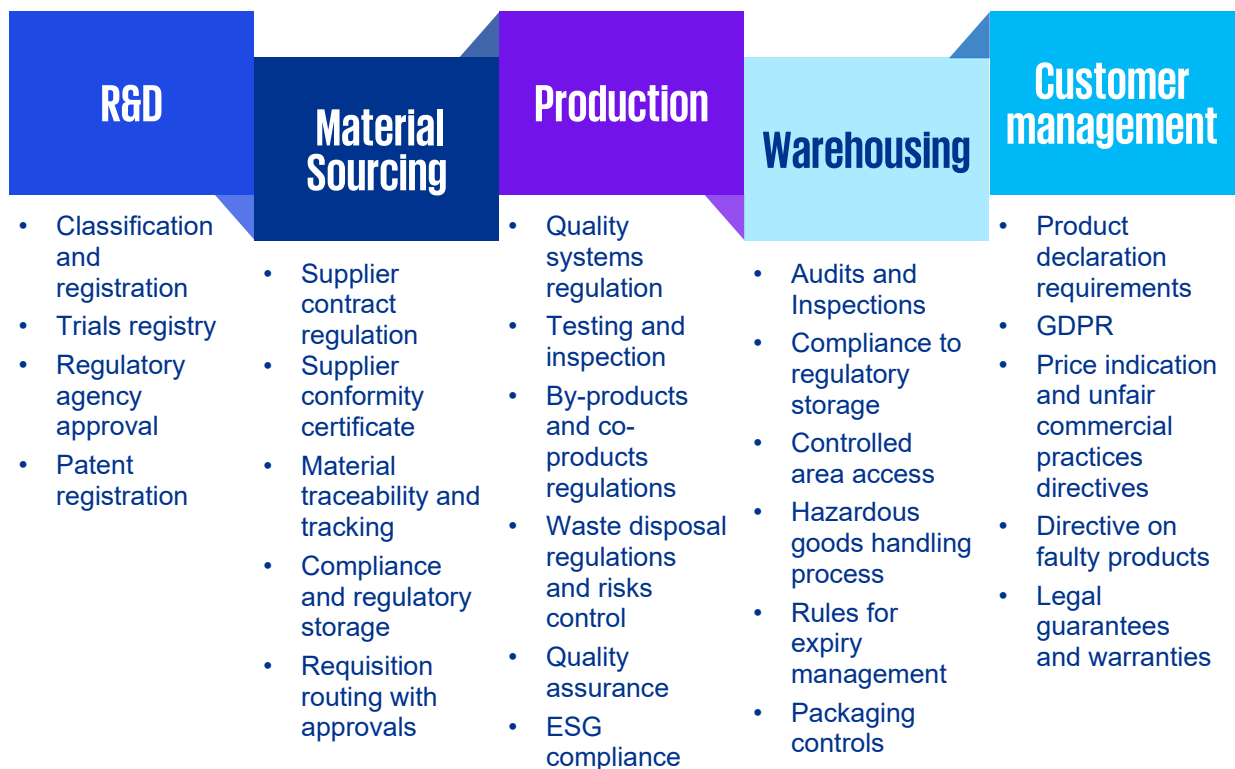 R&D
• Classification
and
registration
• Trials registry
• Regulatory
agency
approval
• Patent
registration
Material
Sourcing
• Supplier
contract
regulation
• Supplier
conformity
certificate
• Material
traceability and
tracking
• Compliance
and regulatory
storage
• Requisition
routing with
approvals
Production
• Quality
systems
regulation
• Testing and
inspection
• By-products
and co-
products
regulations
• Waste disposal
regulations
and risks
control
• Quality
assurance
• ESG
compliance
Warehousing
• Audits and
Inspections
• Compliance to
regulatory
storage
• Controlled
area access
• Hazardous
goods handling
process
• Rules for
expiry
management
• Packaging
controls
Customer
management
• Product
declaration
requirements
• GDPR
• Price indication
and unfair
commercial
practices
directives
• Directive on
faulty products
• Legal
guarantees
and warranties